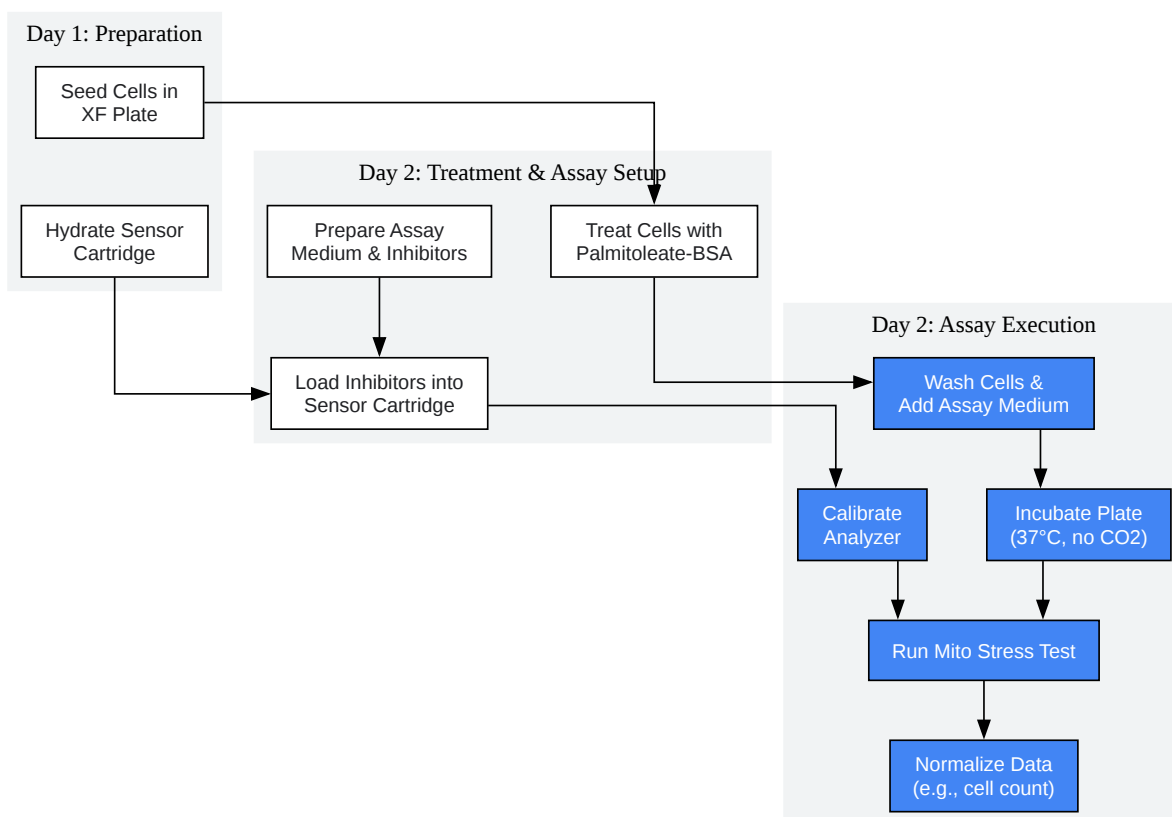 Day 1: Preparation
Seed Cells in
XF Plate
Hydrate Sensor
Cartridge
Day 2: Treatment & Assay Setup
Prepare Assay
Medium & Inhibitors
Treat Cells with
Palmitoleate-BSA
Load Inhibitors into
Sensor Cartridge
Day 2: Assay Execution
Wash Cells &
Add Assay Medium
Calibrate
Analyzer
Incubate Plate
(37°C, no CO2)
Run Mito Stress Test
Normalize Data
(e.g., cell count)